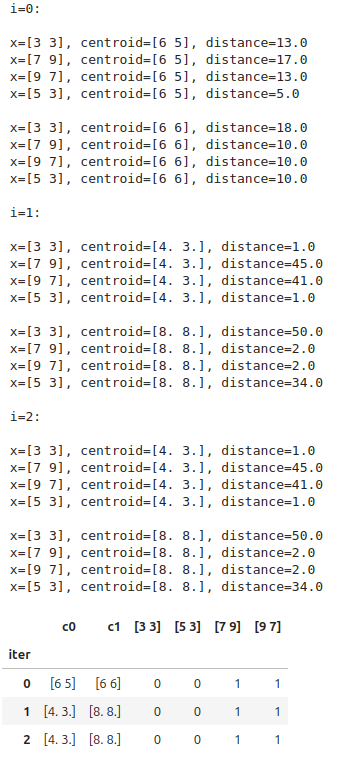 i=0:
x=[3 3], centroid=[6 5], distance=13.0
x=[7 9], centroid=[6 5], distance=17.0
x=[9 7], centroid=[6 5], distance=13.0
x=[5 3], centroid=[6 5], distance=5.0
x=[3 3], centroid=[6 6], distance=18.0
x=[7 9], centroid=[6 6], distance=10.0
x=[9 7], centroid=[6 6], distance=10.0
x=[5 3], centroid=[6 6], distance=10.0
i=1:
x=[3 3], centroid=[4. 3.], distance=1.0
x=[7 9], centroid=[4. 3.], distance=45.0
x=[9 7], centroid=[4. 3.], distance=41.0
x=[5 3], centroid=[4. 3.], distance=1.0
x=[3 3], centroid=[8. 8.], distance=50.0
x=[7 9], centroid=[8. 8.], distance=2.0
x=[9 7], centroid=[8. 8.], distance=2.0
x=[5 3], centroid=[8. 8.], distance=34.0
i=2:
x=[3 3], centroid=[4. 3.], distance=1.0
x=[7 9], centroid=[4. 3.], distance=45.0
x=[9 7], centroid=[4. 3.], distance=41.0
x=[5 3], centroid=[4. 3.], distance=1.0
x=[3 3], centroid=[8. 8.], distance=50.0
x=[7 9], centroid=[8. 8.], distance=2.0
x=[9 7], centroid=[8. 8.], distance=2.0
x=[5 3], centroid=[8. 8.], distance=34.0
c0 c1 [3 3] [5 3] [7 9] [9 7]
iter
0 [6 5] [6 6] 0 0 1 1
1 [4. 3.] [8. 8.] 0 0 1 1
2 [4. 3.] [8. 8.] 0 0 1 1